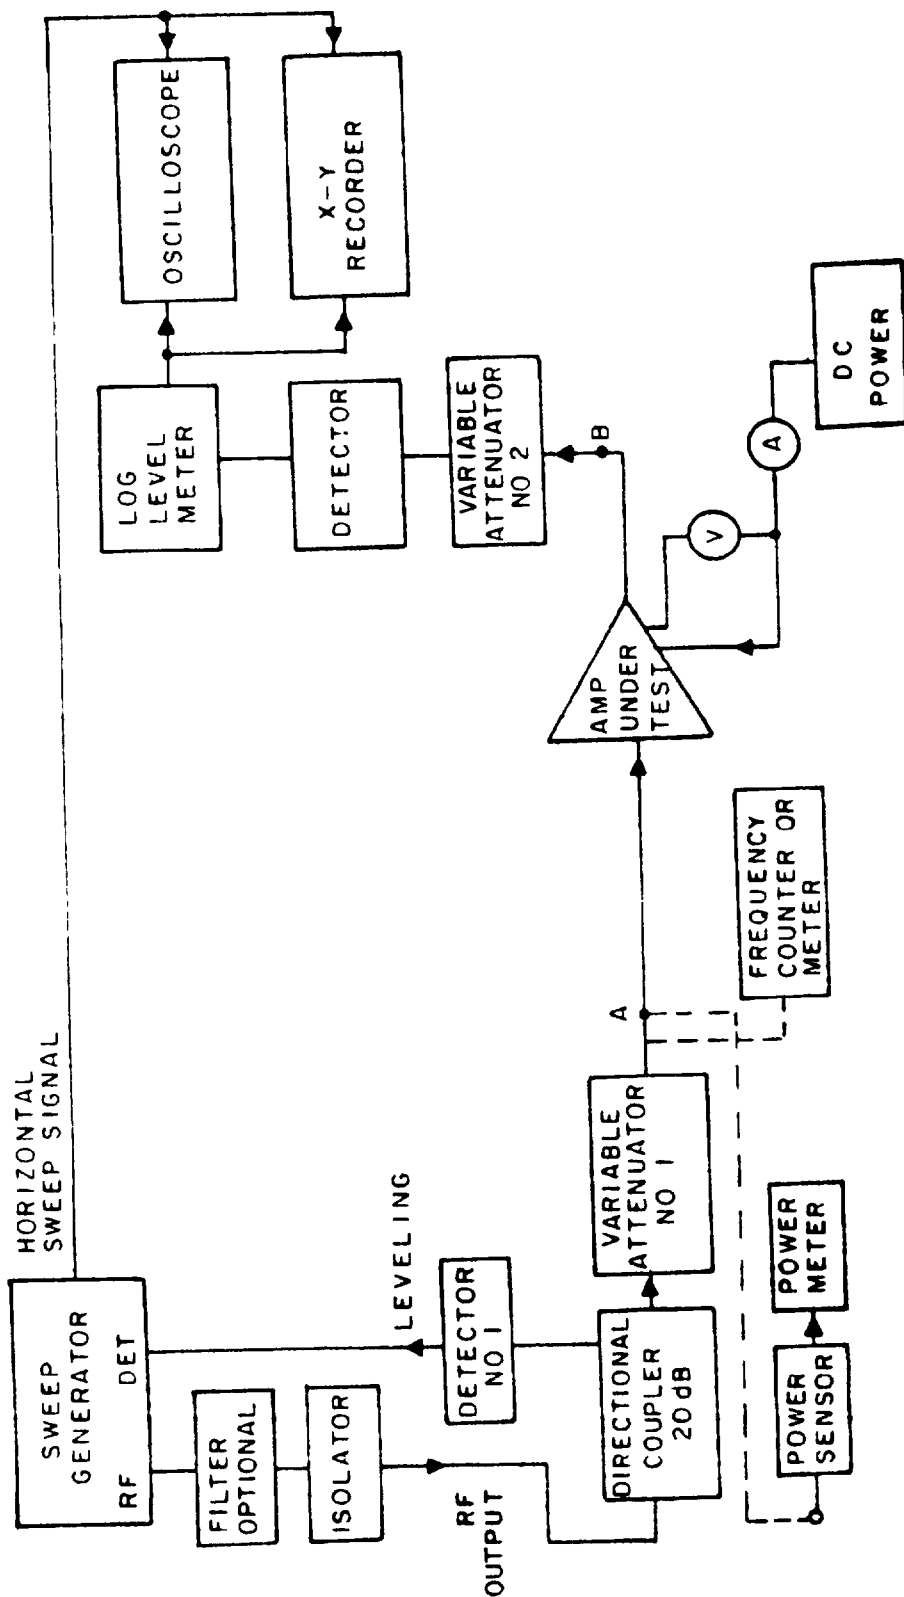 HORIZONTAL
SWEEP SIGNAL
SWEEP
GENERATOR
RF
DET
FILTER
OPTIONAL
ISOLATOR
RF
OUTPUT
LEVELING
DETECTOR
NO 1
DIRECTIONAL
COUPLER
20 dB
VARIABLE
ATTENUATOR
NO 1
A
POWER
SENSOR
POWER
METER
FREQUENCY
COUNTER OR
METER
AMP
UNDER
TEST
B
V
A
DC
POWER
VARIABLE
ATTENUATOR
NO 2
DETECTOR
LOG
LEVEL
METER
OSCILLOSCOPE
X-Y
RECORDER